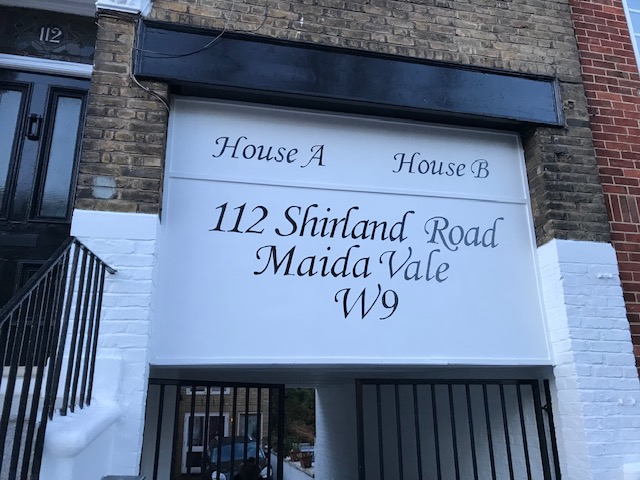 112
House A House B
112 Shirland Road
Maida Vale
W9